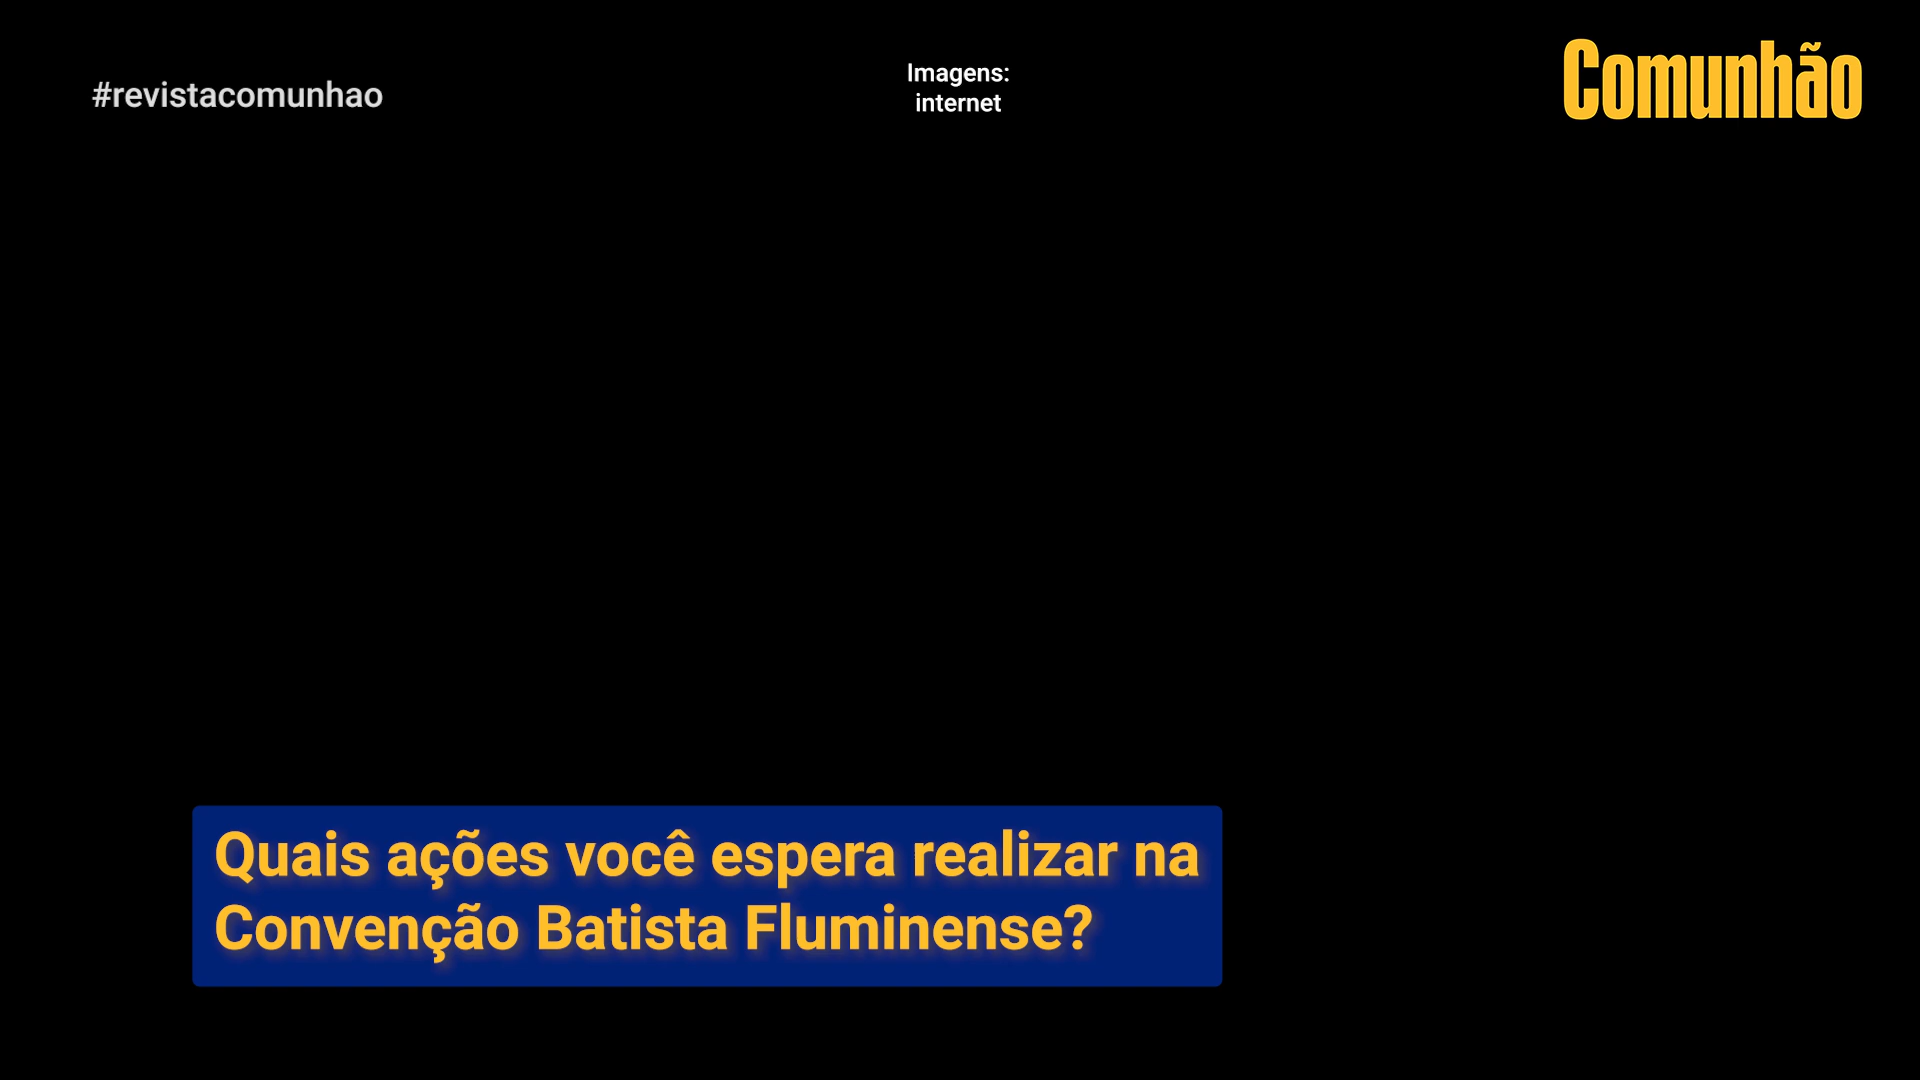 #revistacomunhao
Imagens:
internet
Comunhão
Quais ações você espera realizar na
Convenção Batista Fluminense?